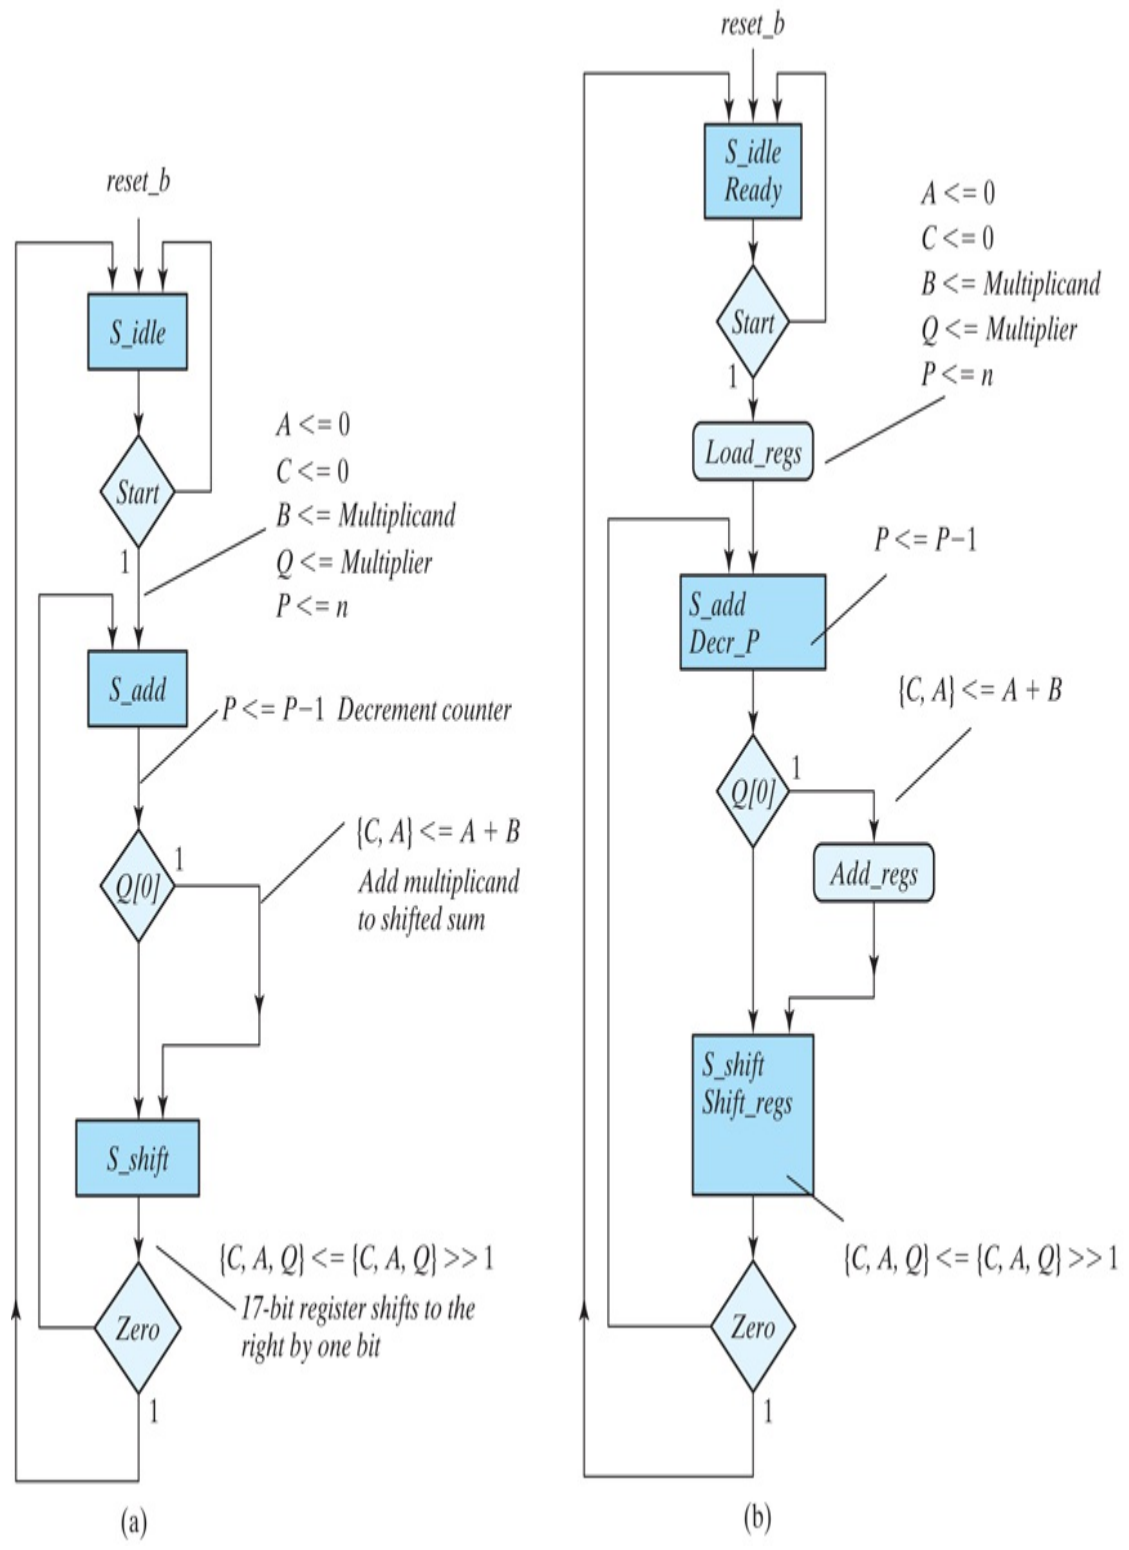 reset_b
S_idle
Start
1
A <= 0
C <= 0
B <= Multiplicand
Q <= Multiplier
P <= n
S_add
P <= P−1 Decrement counter
Q[0]
1
{C, A} <= A + B
Add multiplicand
to shifted sum
S_shift
{C, A, Q} <= {C, A, Q} >> 1
17-bit register shifts to the
right by one bit
Zero
1
(a)
reset_b
S_idle
Ready
Start
1
A <= 0
C <= 0
B <= Multiplicand
Q <= Multiplier
P <= n
Load_regs
P <= P−1
S_add
Decr_P
{C, A} <= A + B
Q[0]
1
Add_regs
S_shift
Shift_regs
{C, A, Q} <= {C, A, Q} >> 1
Zero
1
(b)